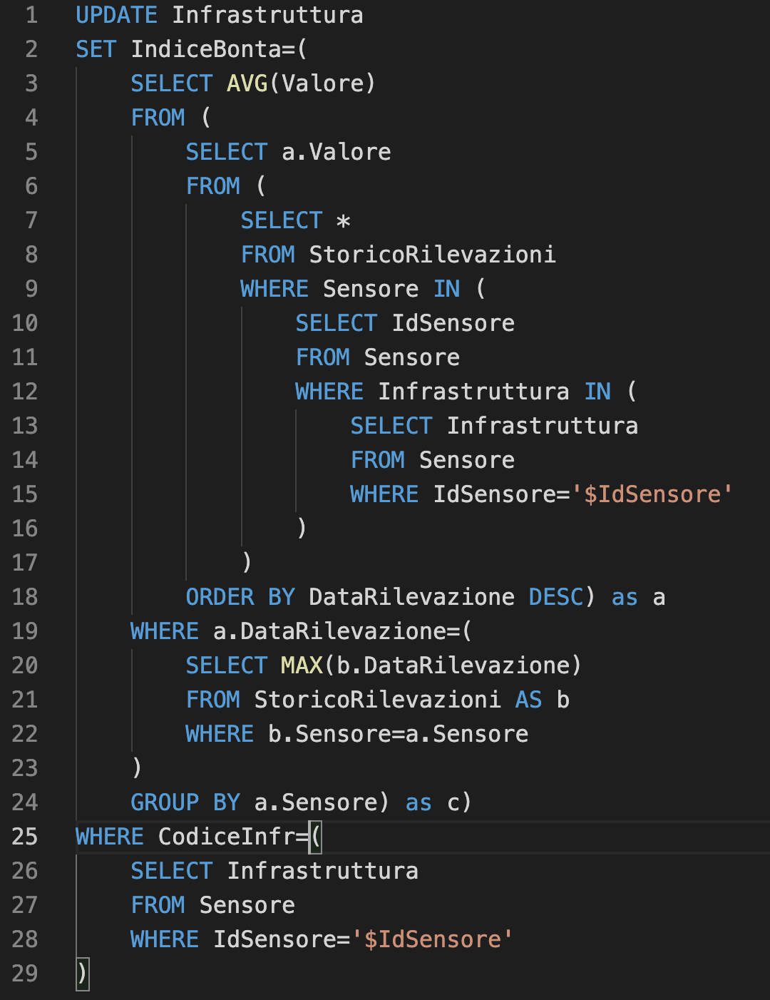 1 UPDATE Infrastruttura
2 SET IndiceBonta=(
3 SELECT AVG(Valore)
4 FROM (
5 SELECT a.Valore
6 FROM (
7 SELECT *
8 FROM StoricoRilevazioni
9 WHERE Sensore IN (
10 SELECT IdSensore
11 FROM Sensore
12 WHERE Infrastruttura IN (
13 SELECT Infrastruttura
14 FROM Sensore
15 WHERE IdSensore='$IdSensore'
16 )
17 )
18 ORDER BY DataRilevazione DESC) as a
19 WHERE a.DataRilevazione=(
20 SELECT MAX(b.DataRilevazione)
21 FROM StoricoRilevazioni AS b
22 WHERE b.Sensore=a.Sensore
23 )
24 GROUP BY a.Sensore) as c)
25 WHERE CodiceInfr=(
26 SELECT Infrastruttura
27 FROM Sensore
28 WHERE IdSensore='$IdSensore'
29 )